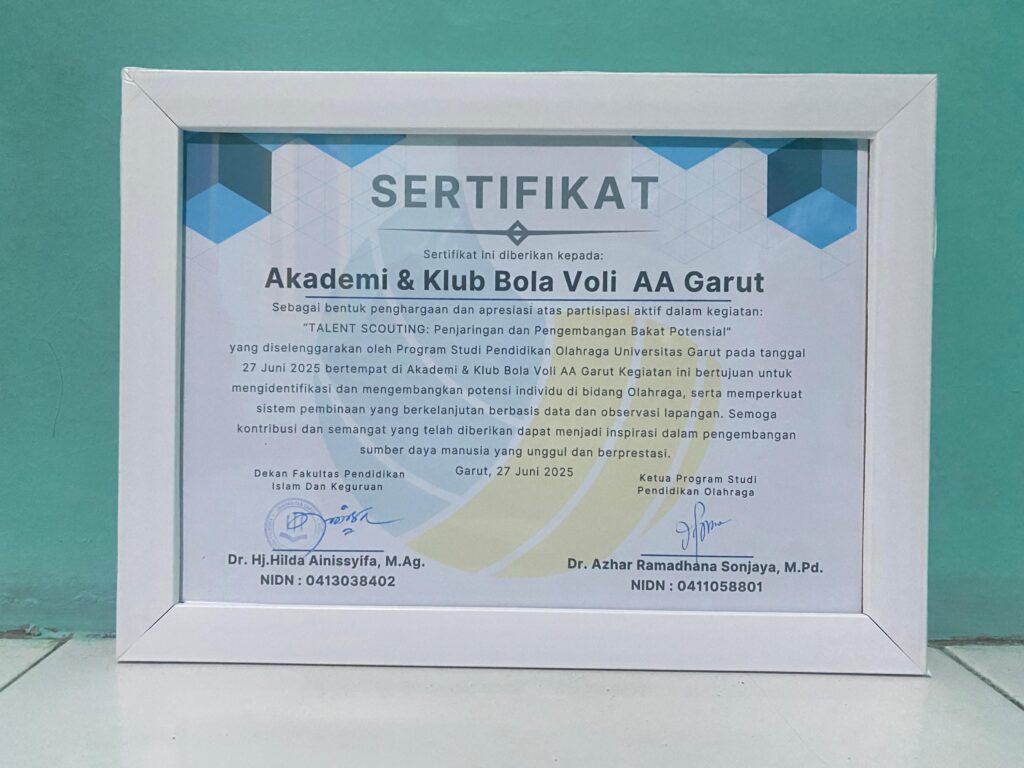 SERTIFIKAT
Sertifikat ini diberikan kepada:
Akademi & Klub Bola Voli AA Garut
Sebagai bentuk penghargaan dan apresiasi atas partisipasi aktif dalam kegiatan:
"TALENT SCOUTING: Penjaringan dan Pengembangan Bakat Potensial"
yang diselenggarakan oleh Program Studi Pendidikan Olahraga Universitas Garut pada tanggal
27 Juni 2025 bertempat di Akademi & Klub Bola Voli AA Garut Kegiatan ini bertujuan untuk
mengidentifikasi dan mengembangkan potensi individu di bidang Olahraga, serta memperkuat
sistem pembinaan yang berkelanjutan berbasis data dan observasi lapangan. Semoga
kontribusi dan semangat yang telah diberikan dapat menjadi inspirasi dalam pengembangan
sumber daya manusia yang unggul dan berprestasi.
Garut, 27 Juni 2025
Dekan Fakultas Pendidikan
Islam Dan Keguruan
Dr. Hj.Hilda Ainissyifa, M.Ag.
NIDN : 0413038402
Ketua Program Studi
Pendidikan Olahraga
Dr. Azhar Ramadhana Sonjaya, M.Pd.
NIDN : 0411058801